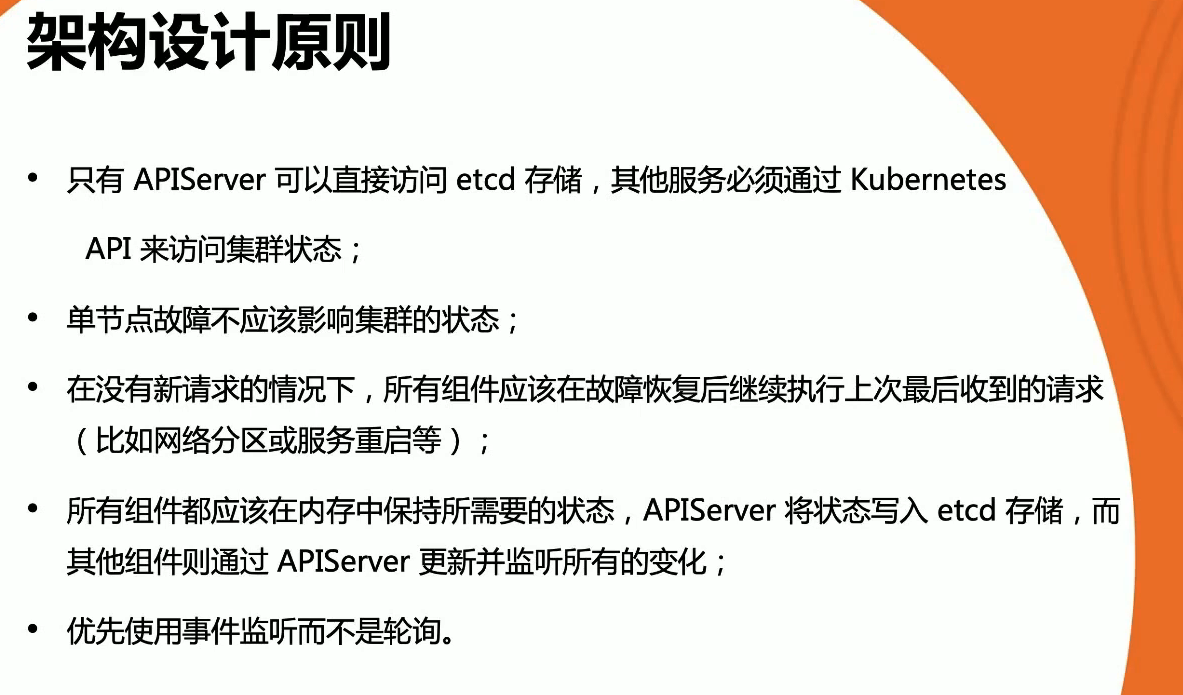 架构设计原则
• 只有 APIServer 可以直接访问 etcd 存储，其他服务必须通过 Kubernetes
API 来访问集群状态；
• 单节点故障不应该影响集群的状态；
• 在没有新请求的情况下，所有组件应该在故障恢复后继续执行上次最后收到的请求
（比如网络分区或服务重启等）；
• 所有组件都应该在内存中保持所需要的状态，APIServer 将状态写入 etcd 存储，而
其他组件则通过 APIServer 更新并监听所有的变化；
• 优先使用事件监听而不是轮询。